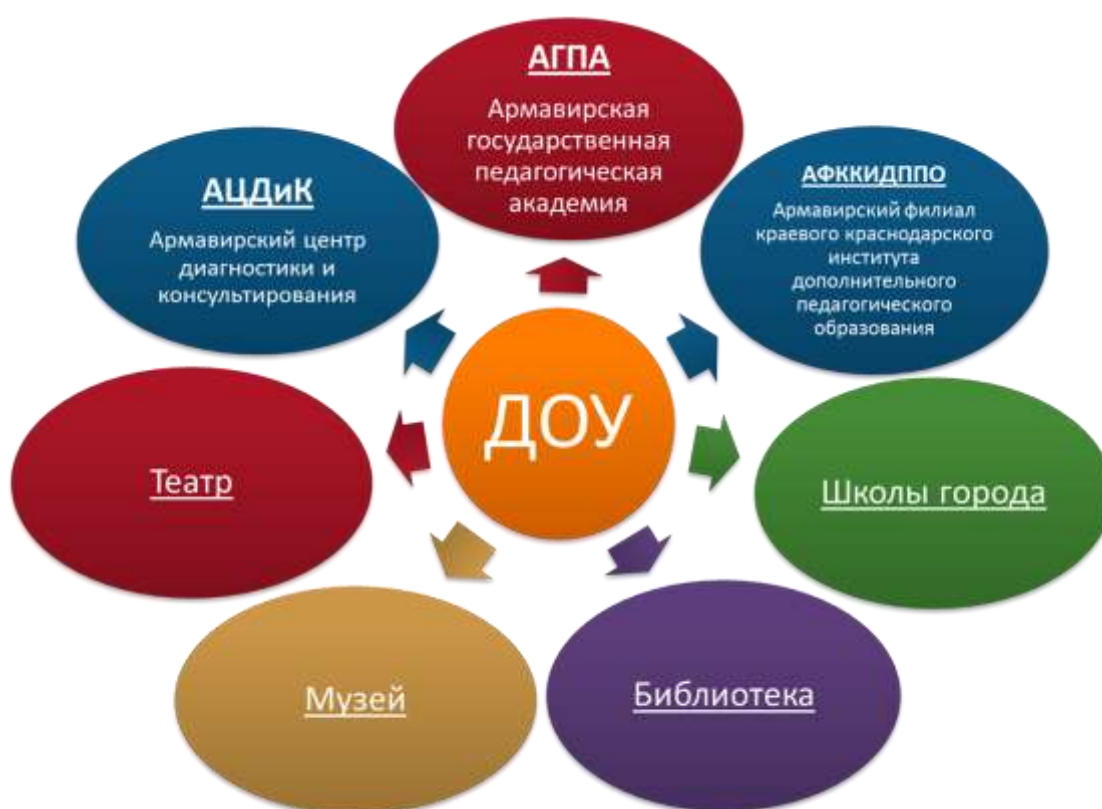 АГПА
Армавирская
государственная
педагогическая
академия
АЦДиК
Армавирский центр
диагностики и
консультирования
АФККИДППО
Армавирский филиал
краевого краснодарского
института
дополнительного
педагогического
образования
ДОУ
Театр
Школы города
Музей
Библиотека